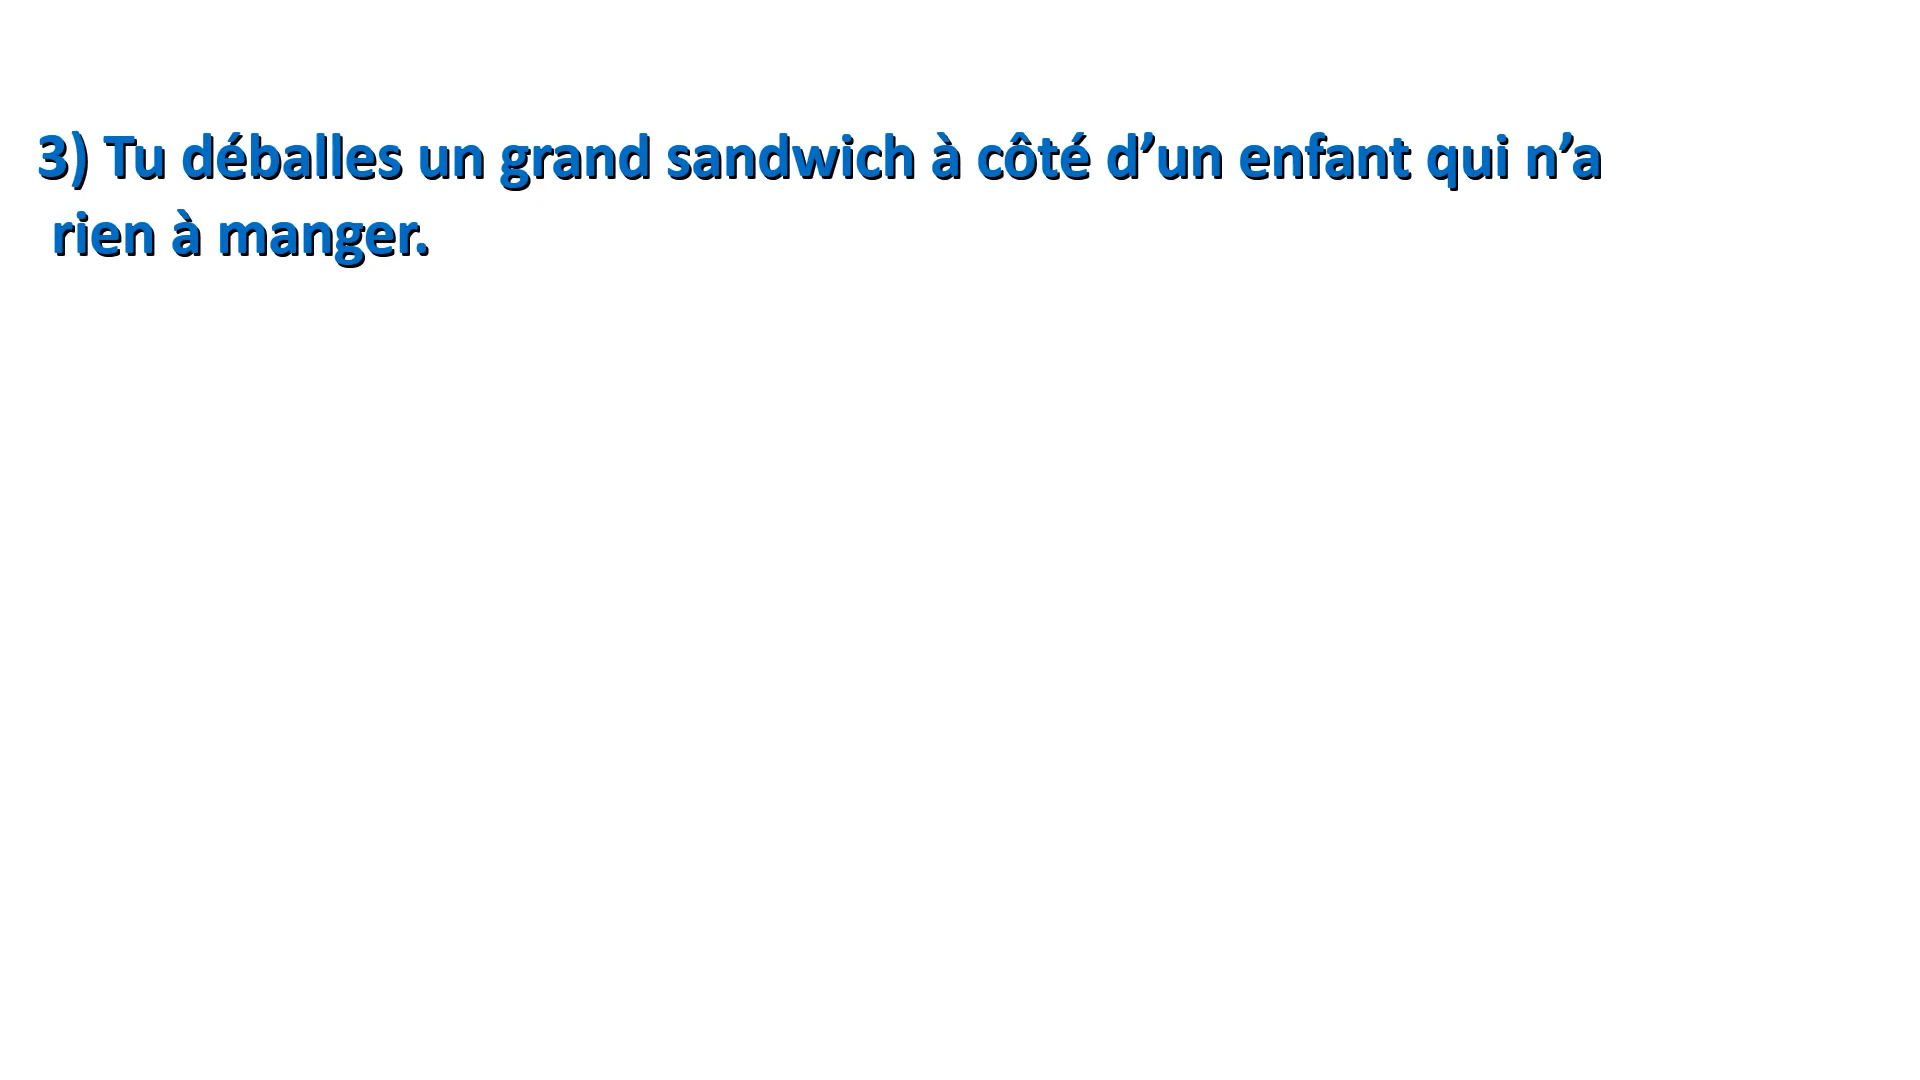 3) Tu déballes un grand sandwich à côté d’un enfant qui n’a
rien à manger.